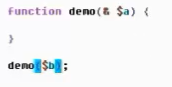 function demo(& $a) {
}
demo($b);